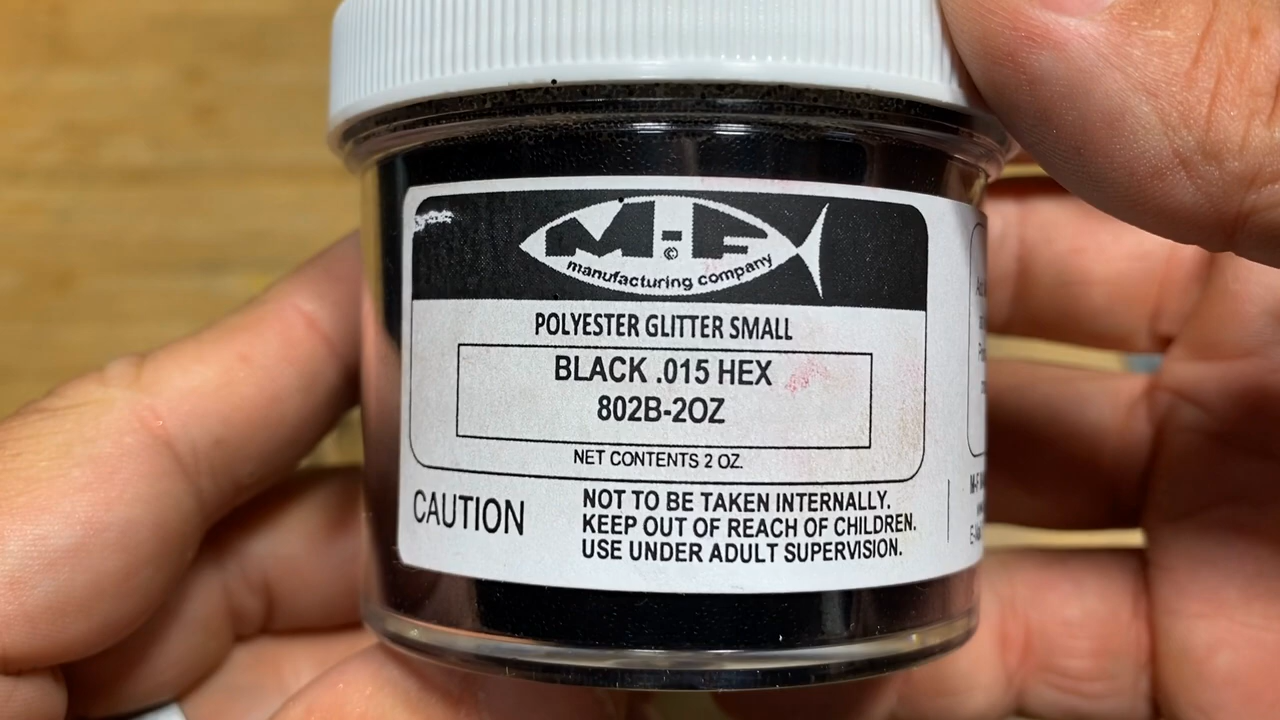 M-F
©
manufacturing company
POLYESTER GLITTER SMALL
BLACK .015 HEX
802B-2OZ
NET CONTENTS 2 OZ.
CAUTION
NOT TO BE TAKEN INTERNALLY.
KEEP OUT OF REACH OF CHILDREN.
USE UNDER ADULT SUPERVISION.